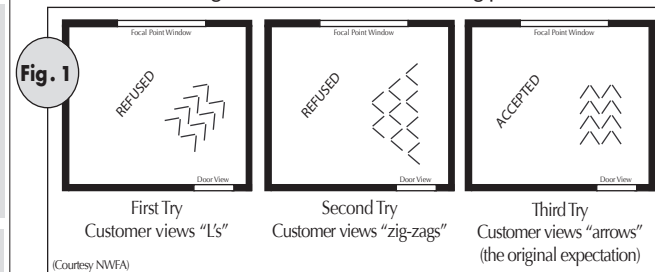 Fig. 1
Focal Point Window
REFUSED
Door View
First Try
Customer views “L’s”
Focal Point Window
REFUSED
Door View
Second Try
Customer views “zig-zags”
Focal Point Window
ACCEPTED
Door View
Third Try
Customer views “arrows”
(the original expectation)
(Courtesy NWFA)